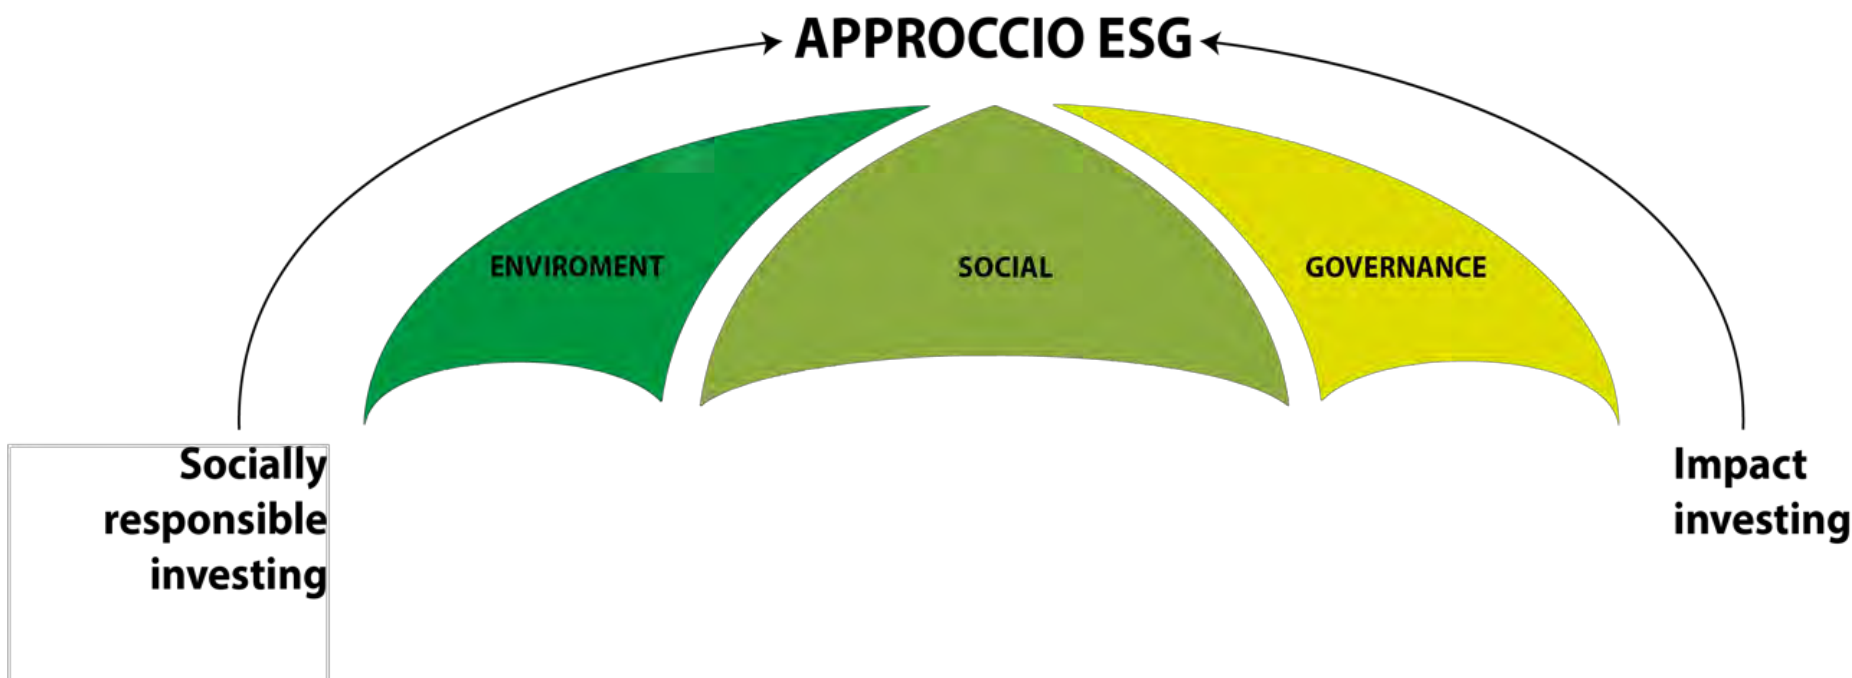 APPROCCIO ESG
ENVIROMENT
SOCIAL
GOVERNANCE
Socially
responsible
investing
Impact
investing